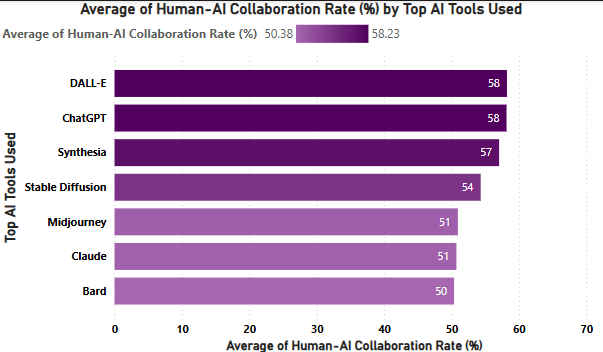 Average of Human-AI Collaboration Rate (%) by Top AI Tools Used
Average of Human-AI Collaboration Rate (%) 50.38 58.23
Top AI Tools Used
DALL-E 58
ChatGPT 58
Synthesia 57
Stable Diffusion 54
Midjourney 51
Claude 51
Bard 50
0 10 20 30 40 50 60 70
Average of Human-AI Collaboration Rate (%)